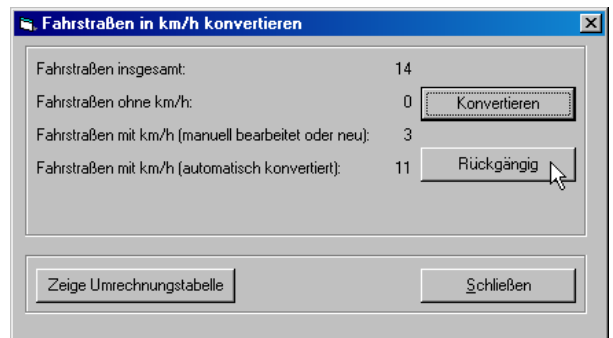 Fahrstraßen in km/h konvertieren
Fahrstraßen insgesamt: 14
Fahrstraßen ohne km/h: 0 Konvertieren
Fahrstraßen mit km/h (manuell bearbeitet oder neu): 3
Fahrstraßen mit km/h (automatisch konvertiert): 11 Rückgängig
Zeige Umrechnungstabelle Schließen